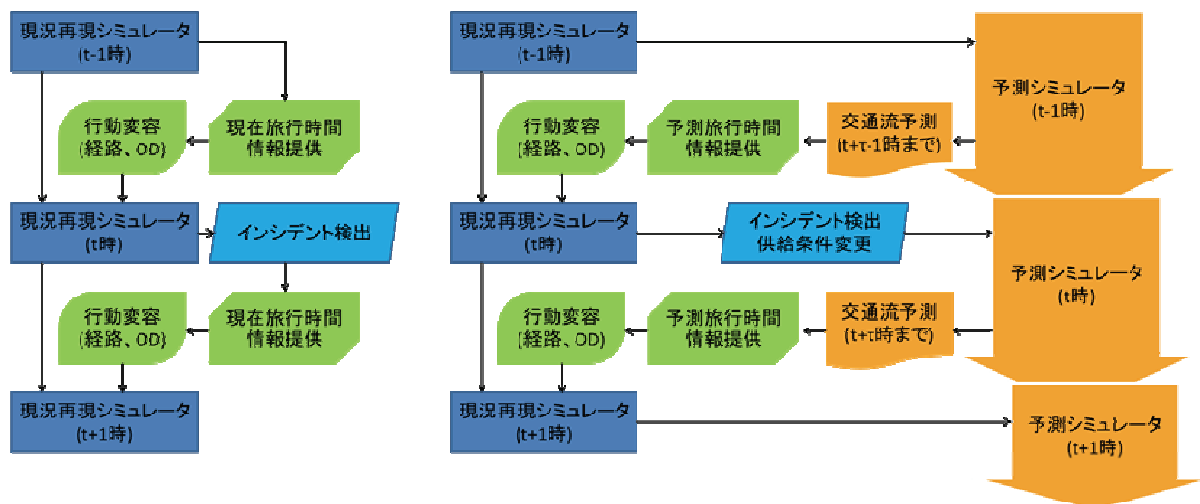 現況再現シミュレータ
(t-1時)
行動変容
(経路、OD)
現在旅行時間
情報提供
現況再現シミュレータ
(t時)
インシデント検出
行動変容
(経路、OD)
現在旅行時間
情報提供
現況再現シミュレータ
(t+1時)
現況再現シミュレータ
(t-1時)
予測シミュレータ
(t-1時)
行動変容
(経路、OD)
予測旅行時間
情報提供
交通流予測
(t+τ-1時まで)
現況再現シミュレータ
(t時)
インシデント検出
供給条件変更
予測シミュレータ
(t時)
行動変容
(経路、OD)
予測旅行時間
情報提供
交通流予測
(t+τ時まで)
現況再現シミュレータ
(t+1時)
予測シミュレータ
(t+1時)